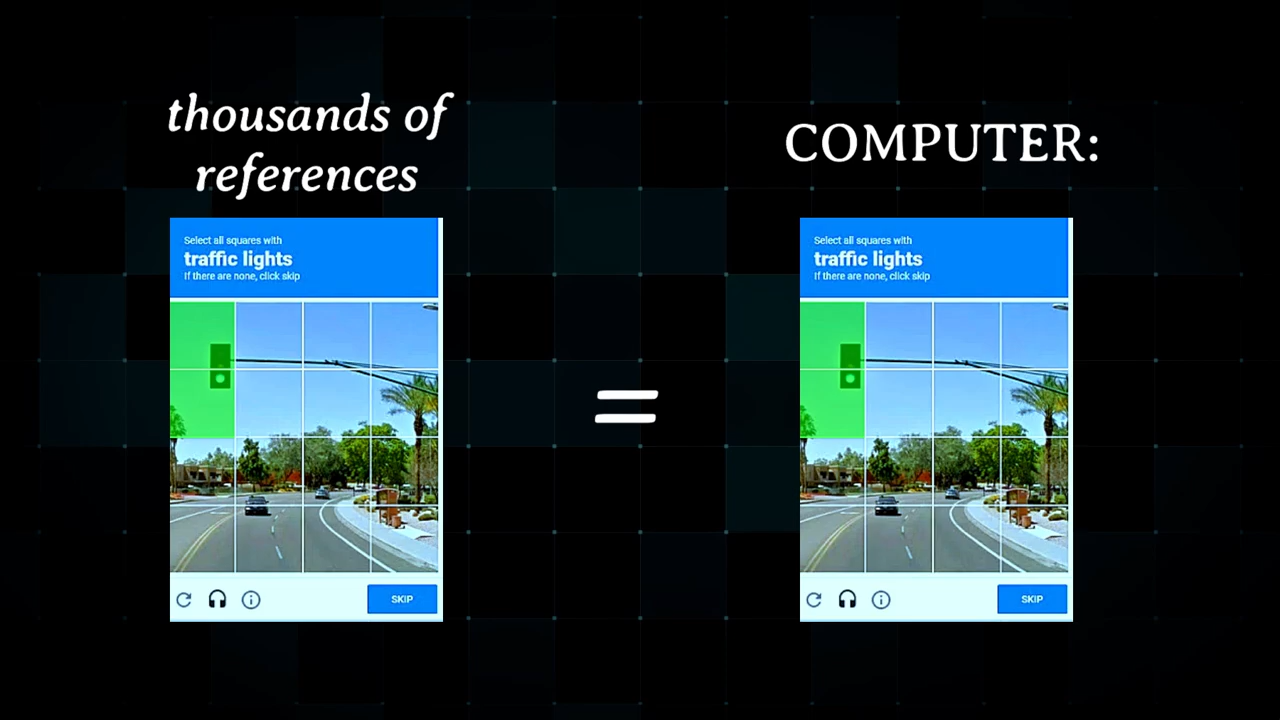 thousands of
references
COMPUTER:
Select all squares with
traffic lights
If there are none, click skip
SKIP
=
Select all squares with
traffic lights
If there are none, click skip
SKIP